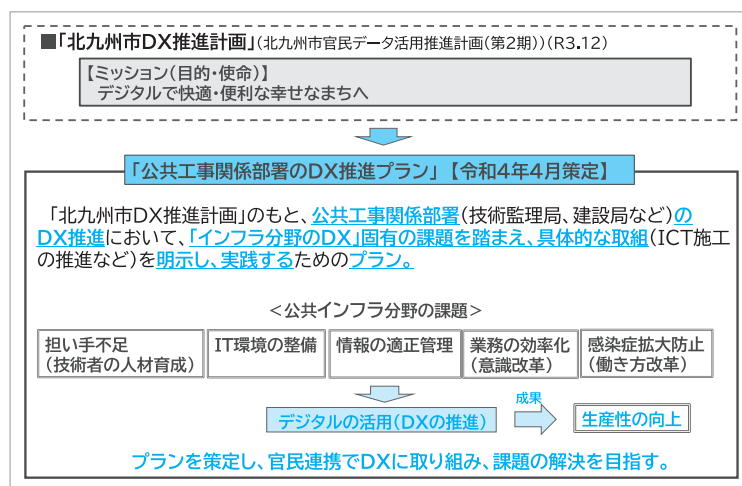 ■「北九州市DX推進計画」(北九州市官民データ活用推進計画(第2期))(R3.12)
【ミッション(目的・使命)】
デジタルで快適・便利な幸せなまちへ
「公共工事関係部署のDX推進プラン」【令和4年4月策定】
「北九州市DX推進計画」のもと、公共工事関係部署(技術監理局、建設局など)の
DX推進において、「インフラ分野のDX」固有の課題を踏まえ、具体的な取組(ICT施工
の推進など)を明示し、実践するためのプラン。
<公共インフラ分野の課題>
担い手不足
(技術者の人材育成)
IT環境の整備
情報の適正管理
業務の効率化
(意識改革)
感染症拡大防止
(働き方改革)
デジタルの活用(DXの推進)
成果
生産性の向上
プランを策定し、官民連携でDXに取り組み、課題の解決を目指す。